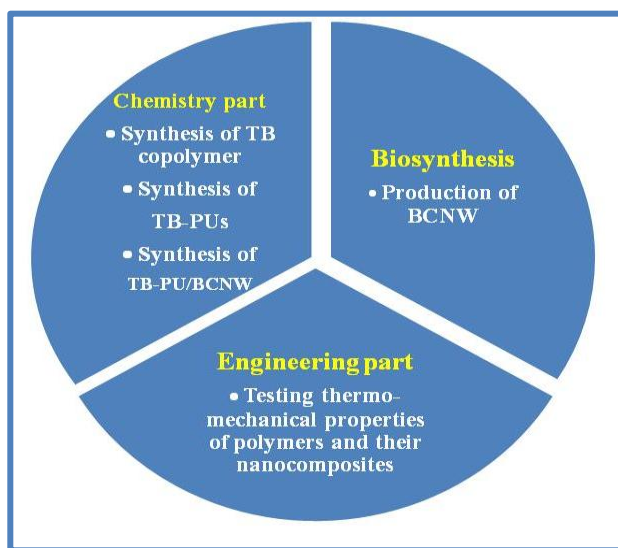 Chemistry part
• Synthesis of TB
copolymer
• Synthesis of
TB-PUs
• Synthesis of
TB-PU/BCNW
Biosynthesis
• Production of
BCNW
Engineering part
• Testing thermo-
mechanical properties
of polymers and their
nanocomposites